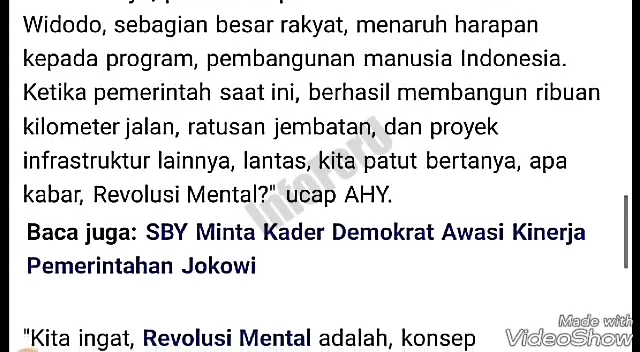 Widodo, sebagian besar rakyat, menaruh harapan
kepada program, pembangunan manusia Indonesia.
Ketika pemerintah saat ini, berhasil membangun ribuan
kilometer jalan, ratusan jembatan, dan proyek
infrastruktur lainnya, lantas, kita patut bertanya, apa
kabar, Revolusi Mental?" ucap AHY.
Baca juga: SBY Minta Kader Demokrat Awasi Kinerja
Pemerintahan Jokowi
"Kita ingat, Revolusi Mental adalah, konsep
Made with
VideoShow